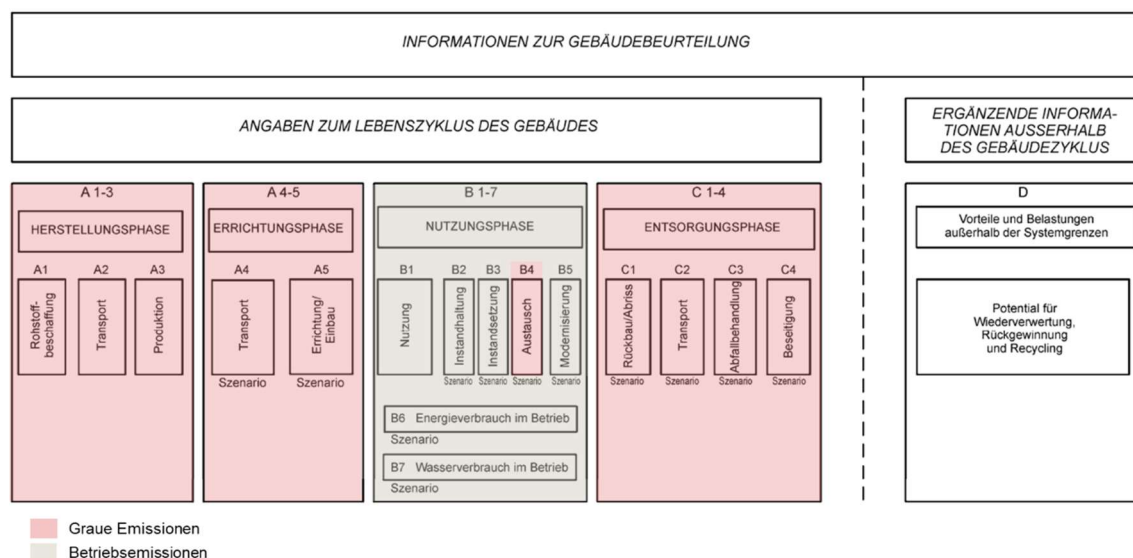 INFORMATIONEN ZUR GEBÄUDEBEURTEILUNG
ANGABEN ZUM LEBENSZYKLUS DES GEBÄUDES
ERGÄNZENDE INFORMA-
TIONEN AUSSERHALB
DES GEBÄUDEZYKLUS
A 1-3
HERSTELLUNGSPHASE
A1
Rohstoff-
beschaffung
A2
Transport
A3
Produktion
A 4-5
ERRICHTUNGSPHASE
A4
Transport
Szenario
A5
Errichtung/
Einbau
Szenario
B 1-7
NUTZUNGSPHASE
B1
Nutzung
B2
Instandhaltung
Szenario
B3
Instandsetzung
Szenario
B4
Austausch
Szenario
B5
Modernisierung
Szenario
B6 Energieverbrauch im Betrieb
Szenario
B7 Wasserverbrauch im Betrieb
Szenario
C 1-4
ENTSORGUNGSPHASE
C1
Rückbau/Abriss
Szenario
C2
Transport
Szenario
C3
Abfallbehandlung
Szenario
C4
Beseitigung
Szenario
D
Vorteile und Belastungen
außerhalb der Systemgrenzen
Potential für
Wiederverwertung,
Rückgewinnung
und Recycling
Graue Emissionen
Betriebsemissionen